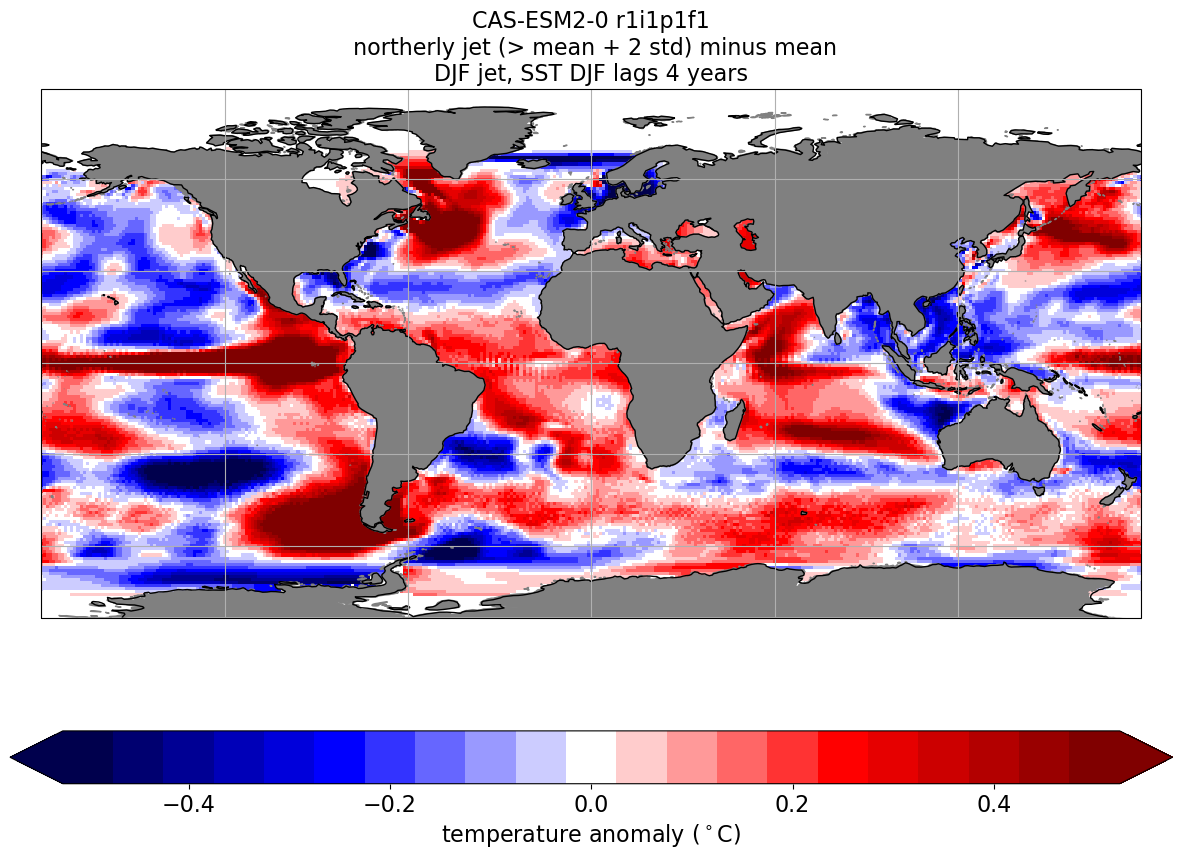 CAS-ESM2-0 r1i1p1f1
northerly jet (> mean + 2 std) minus mean
DJF jet, SST DJF lags 4 years
−0.4 −0.2 0.0 0.2 0.4
temperature anomaly (°C)